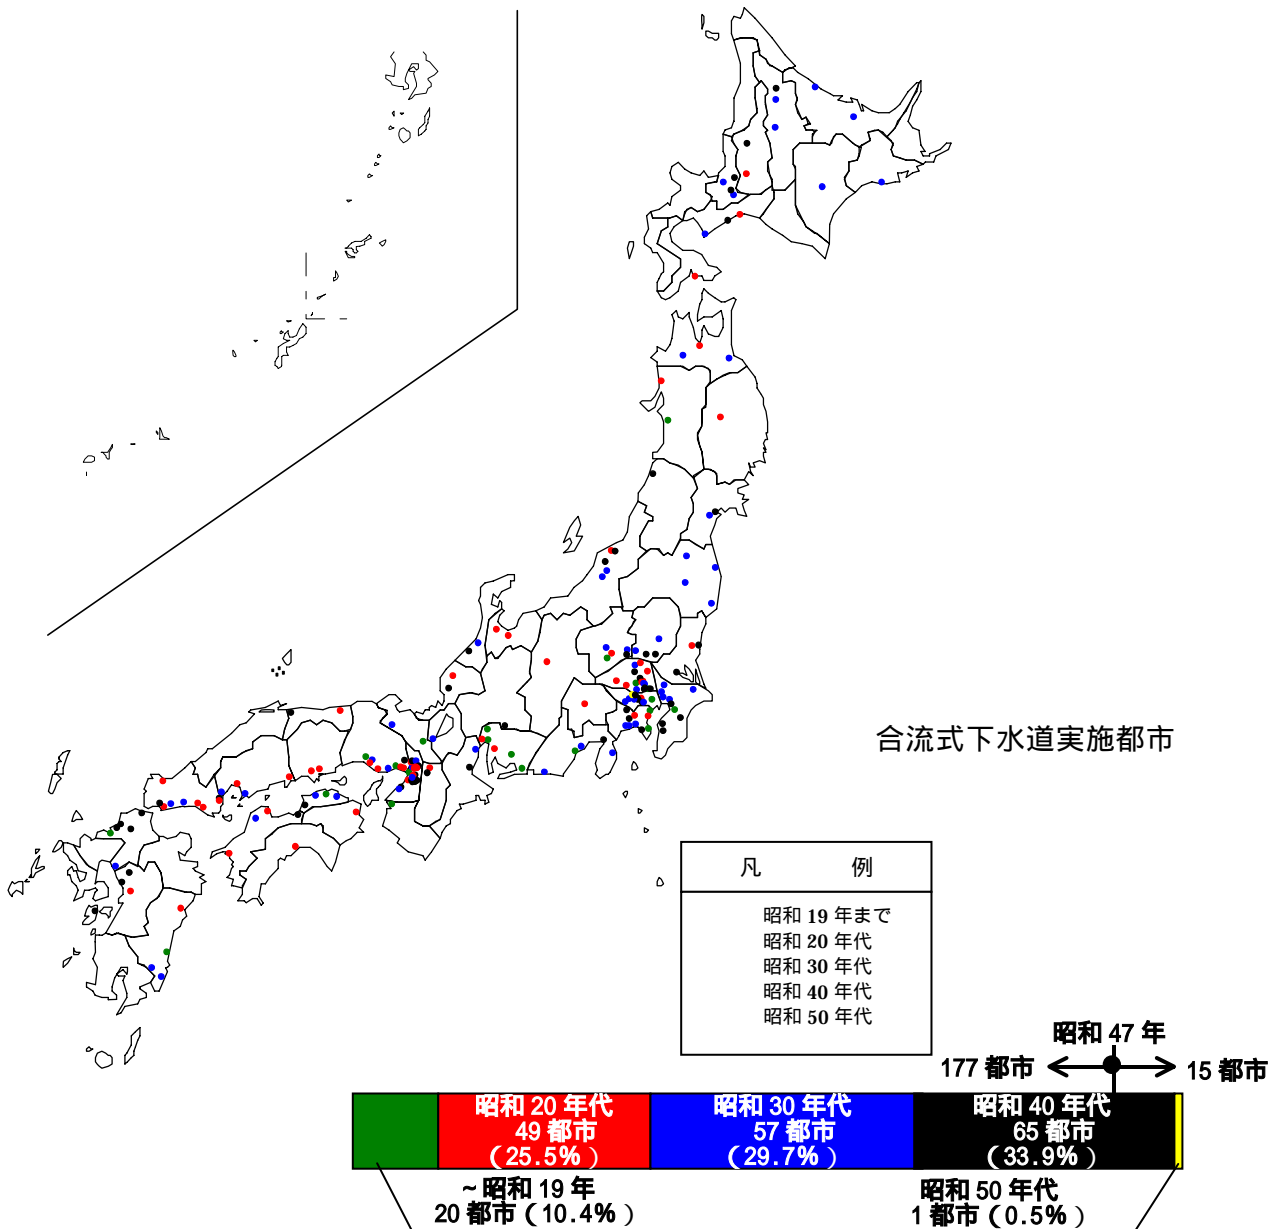 合流式下水道実施都市
凡 例
昭和 19 年まで
昭和 20 年代
昭和 30 年代
昭和 40 年代
昭和 50 年代
昭和 47 年
177 都市
15 都市
昭和 20 年代
49 都市
(25.5%)
昭和 30 年代
57 都市
(29.7%)
昭和 40 年代
65 都市
(33.9%)
~昭和 19 年
20 都市(10.4%)
昭和 50 年代
1 都市(0.5%)